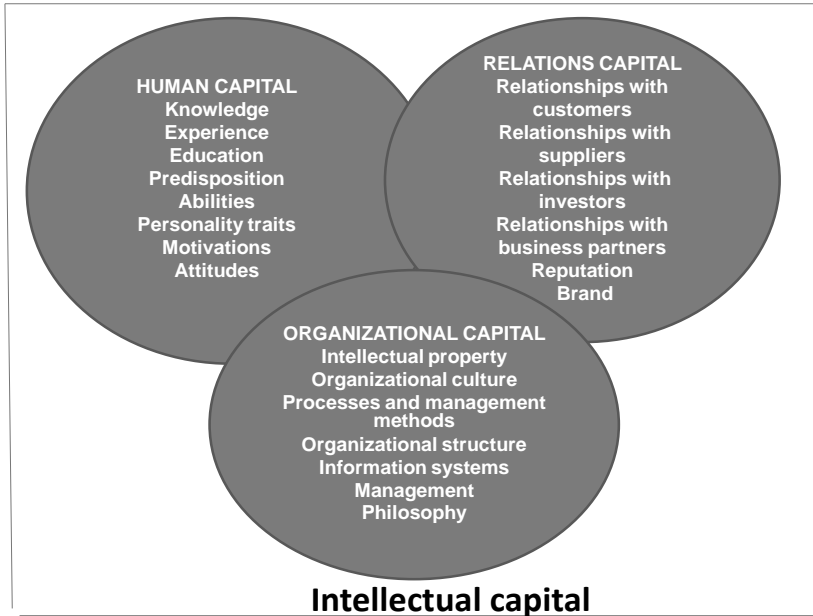 HUMAN CAPITAL
Knowledge
Experience
Education
Predisposition
Abilities
Personality traits
Motivations
Attitudes
RELATIONS CAPITAL
Relationships with
customers
Relationships with
suppliers
Relationships with
investors
Relationships with
business partners
Reputation
Brand
ORGANIZATIONAL CAPITAL
Intellectual property
Organizational culture
Processes and management
methods
Organizational structure
Information systems
Management
Philosophy
Intellectual capital